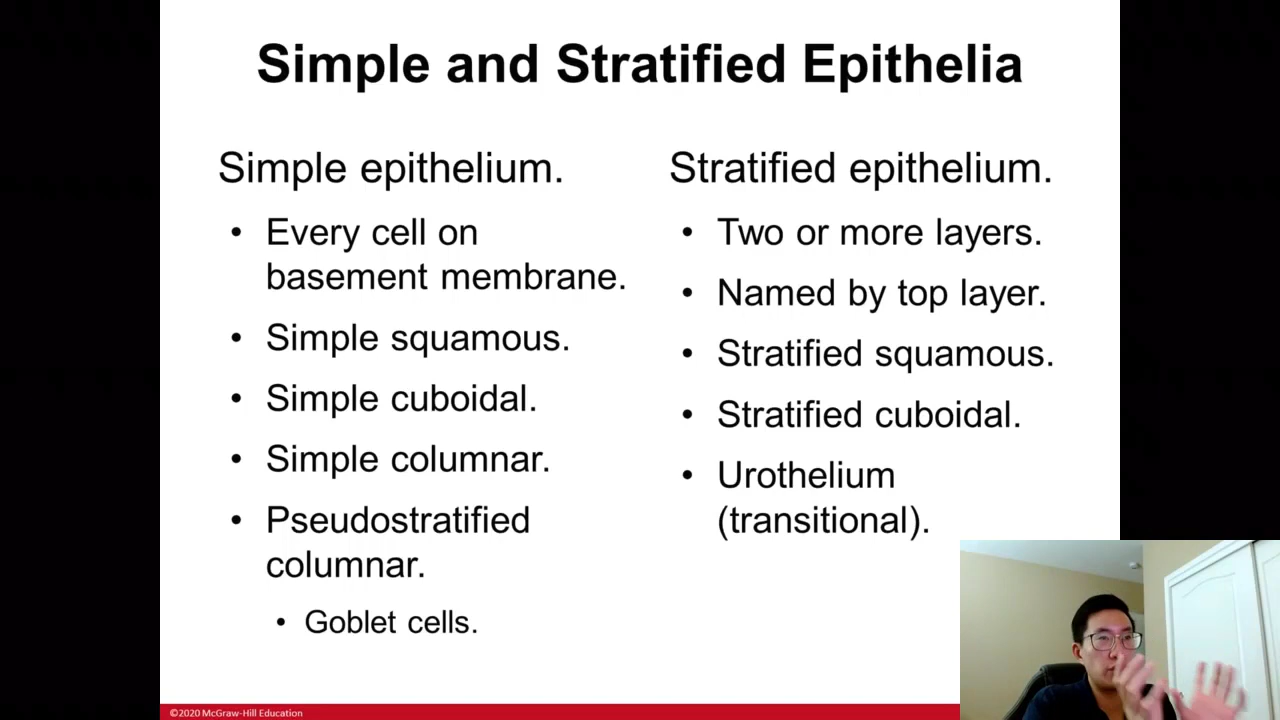 Simple and Stratified Epithelia
Simple epithelium.
• Every cell on
basement membrane.
• Simple squamous.
• Simple cuboidal.
• Simple columnar.
• Pseudostratified
columnar.
• Goblet cells.
Stratified epithelium.
• Two or more layers.
• Named by top layer.
• Stratified squamous.
• Stratified cuboidal.
• Urothelium
(transitional).
©2020 McGraw-Hill Education